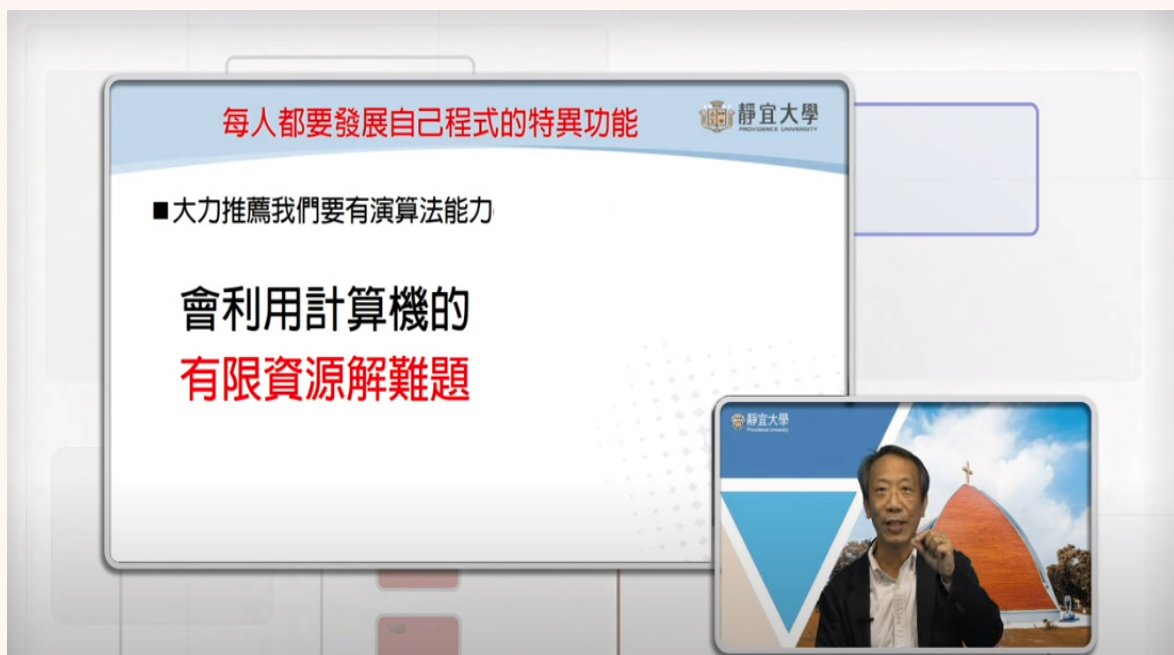 每人都要發展自己程式的特異功能
靜宜大學
PROVIDENCE UNIVERSITY
■大力推薦我們要有演算法能力
會利用計算機的
有限資源解難題
靜宜大學
Providence University